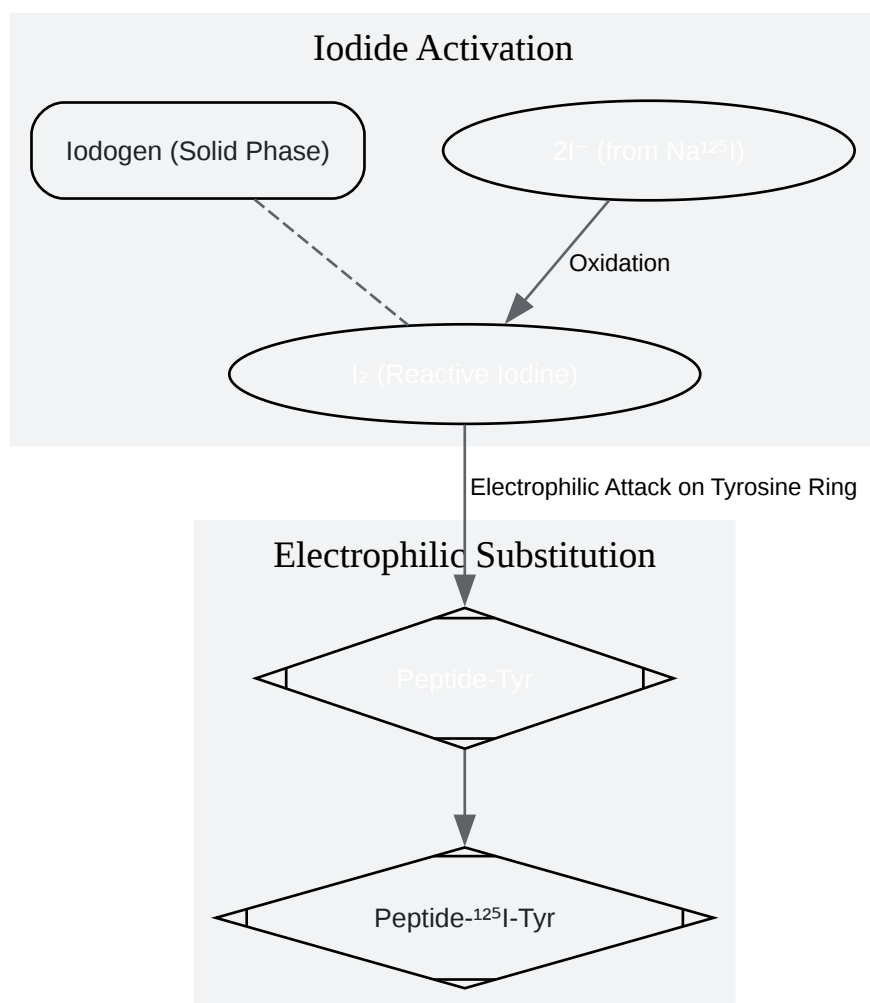 Iodide Activation
Iodogen (Solid Phase)
2I⁻ (from Na¹²⁵I)
Oxidation
I₂ (Reactive Iodine)
Electrophilic Attack on Tyrosine Ring
Electrophilic Substitution
Peptide-Tyr
Peptide-¹²⁵I-Tyr